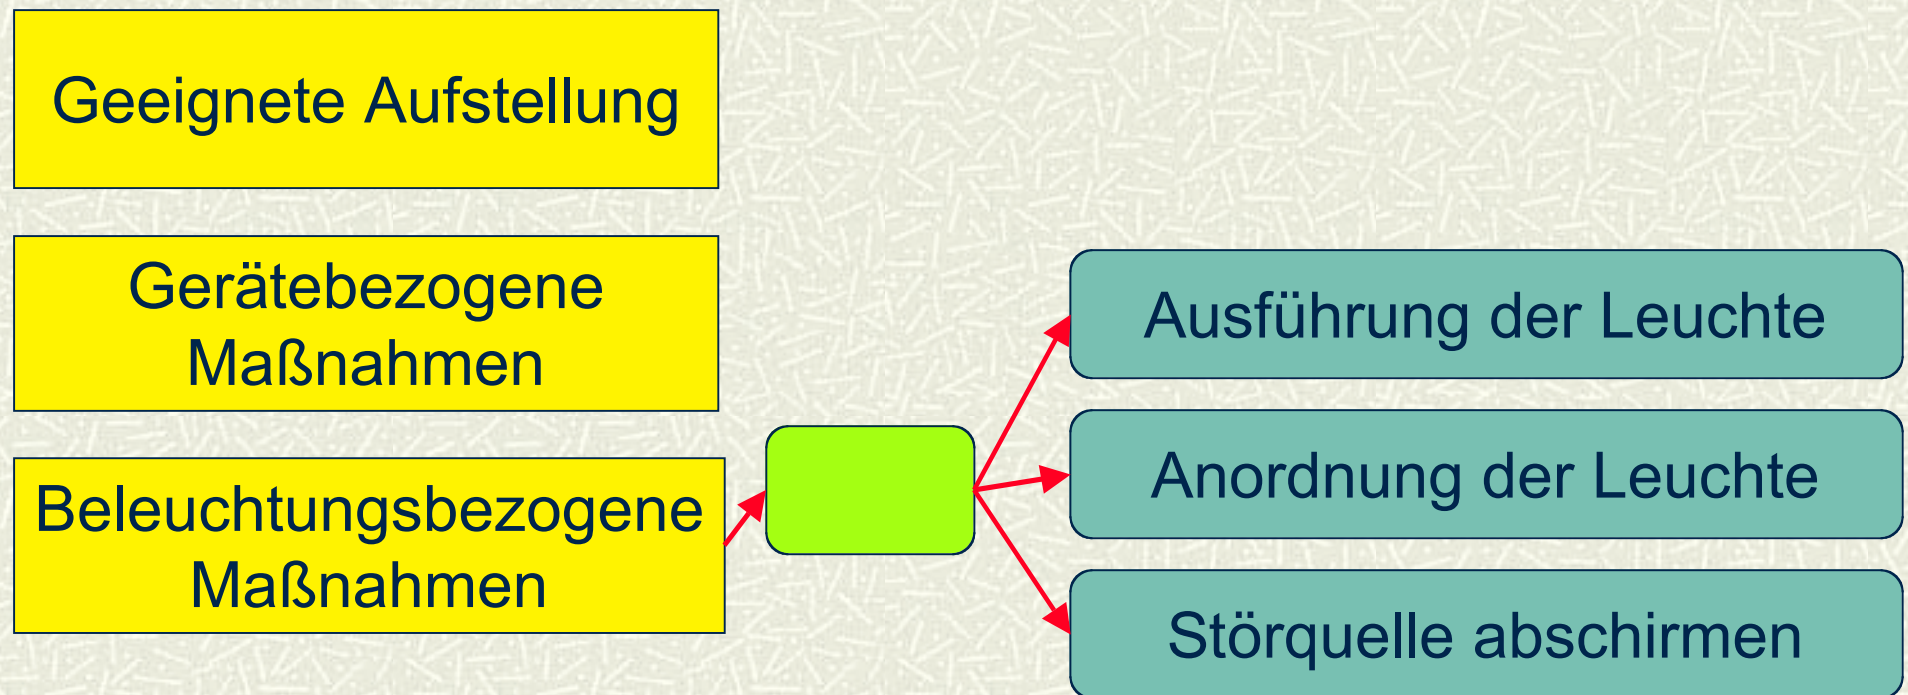 Geeignete Aufstellung
Gerätebezogene
Maßnahmen
Beleuchtungsbezogene
Maßnahmen
Ausführung der Leuchte
Anordnung der Leuchte
Störquelle abschirmen